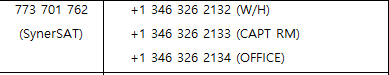 773 701 762
(SynerSAT)
+1 346 326 2132 (W/H)
+1 346 326 2133 (CAPT RM)
+1 346 326 2134 (OFFICE)